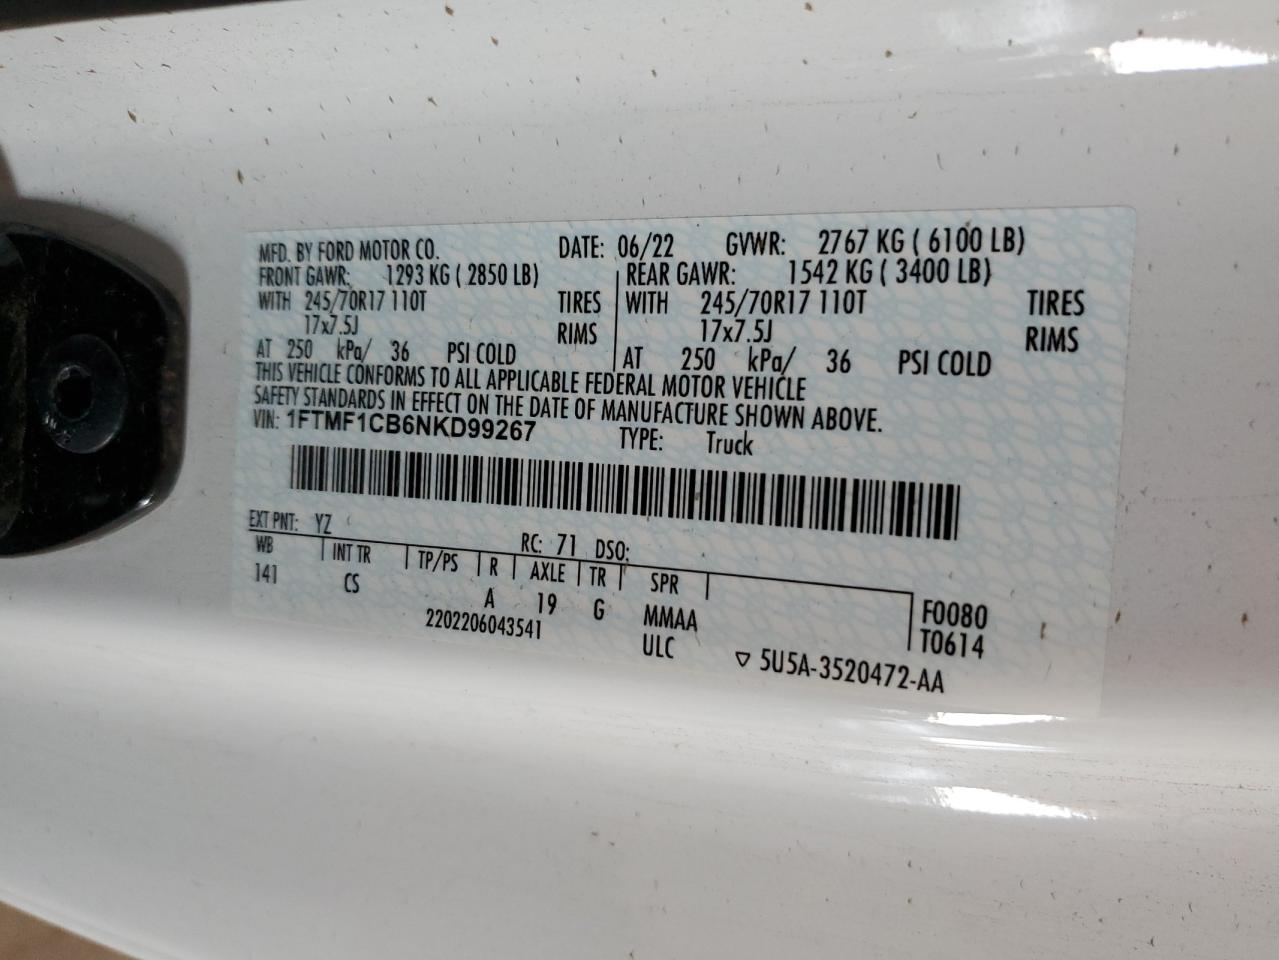 MFD. BY FORD MOTOR CO. DATE: 06/22 GVWR: 2767 KG ( 6100 LB)
FRONT GAWR: 1293 KG ( 2850 LB) REAR GAWR: 1542 KG ( 3400 LB)
WITH 245/70R17 110T TIRES WITH 245/70R17 110T TIRES
17x7.5J RIMS 17x7.5J RIMS
AT 250 kPa/ 36 PSI COLD AT 250 kPa/ 36 PSI COLD
THIS VEHICLE CONFORMS TO ALL APPLICABLE FEDERAL MOTOR VEHICLE
SAFETY STANDARDS IN EFFECT ON THE DATE OF MANUFACTURE SHOWN ABOVE.
VIN: 1FTMF1CB6NKD99267 TYPE: Truck
EXT PNT: YZ RC: 71 DSO:
WB INT TR TP/PS R AXLE TR SPR
141 CS A 19 G MMAA F0080
2202206043541 ULC T0614
▽ 5U5A-3520472-AA